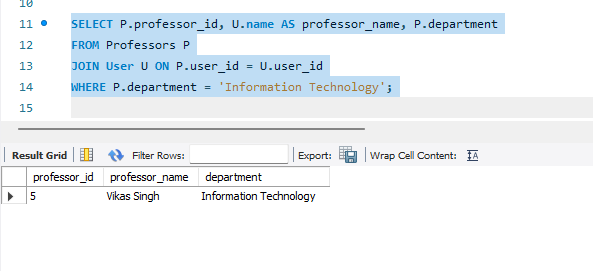 10
11 SELECT P.professor_id, U.name AS professor_name, P.department
12 FROM Professors P
13 JOIN User U ON P.user_id = U.user_id
14 WHERE P.department = 'Information Technology';
15
Result Grid Filter Rows: Export: Wrap Cell Content: IA
professor_id professor_name department
5 Vikas Singh Information Technology